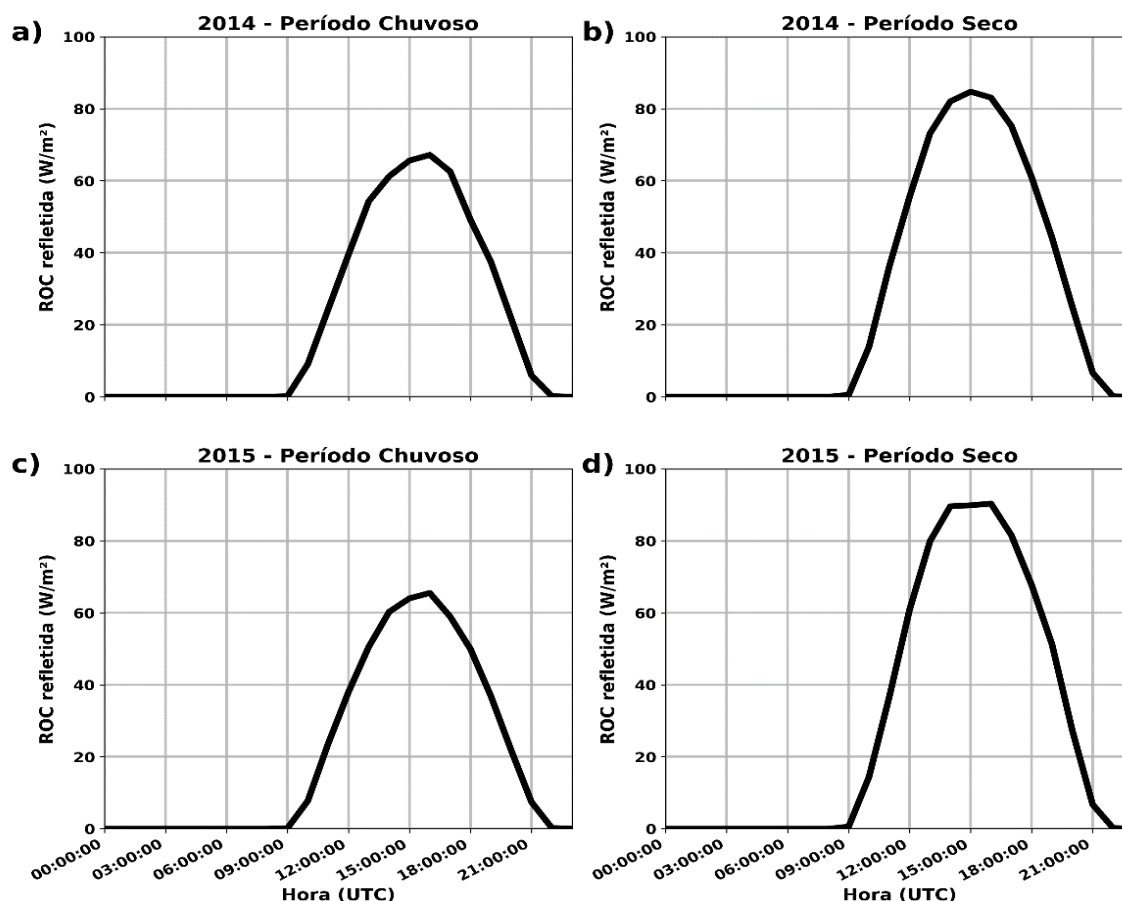 a)
2014 - Período Chuvoso
ROC refletida (W/m²)
100
80
60
40
20
0
b)
2014 - Período Seco
ROC refletida (W/m²)
100
80
60
40
20
0
c)
2015 - Período Chuvoso
ROC refletida (W/m²)
100
80
60
40
20
0
00:00:00
03:00:00
06:00:00
09:00:00
12:00:00
15:00:00
18:00:00
21:00:00
Hora (UTC)
d)
2015 - Período Seco
ROC refletida (W/m²)
100
80
60
40
20
0
00:00:00
03:00:00
06:00:00
09:00:00
12:00:00
15:00:00
18:00:00
21:00:00
Hora (UTC)